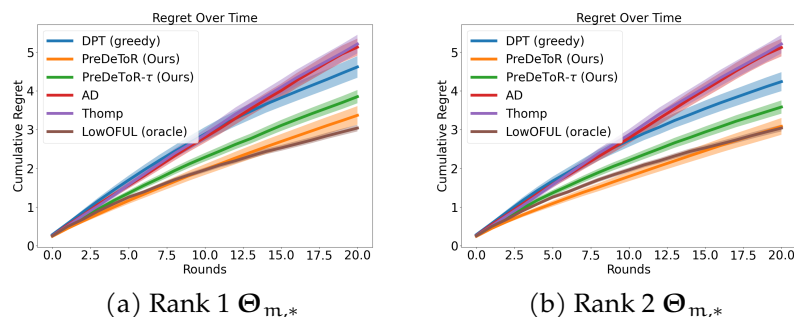 Regret Over Time
Cumulative Regret
5
4
3
2
1
0
DPT (greedy)
PreDeToR (Ours)
PreDeToR-τ (Ours)
AD
Thomp
LowOFUL (oracle)
0.0 2.5 5.0 7.5 10.0 12.5 15.0 17.5 20.0
Rounds
(a) Rank 1 Θm,*
Regret Over Time
Cumulative Regret
5
4
3
2
1
0
DPT (greedy)
PreDeToR (Ours)
PreDeToR-τ (Ours)
AD
Thomp
LowOFUL (oracle)
0.0 2.5 5.0 7.5 10.0 12.5 15.0 17.5 20.0
Rounds
(b) Rank 2 Θm,*